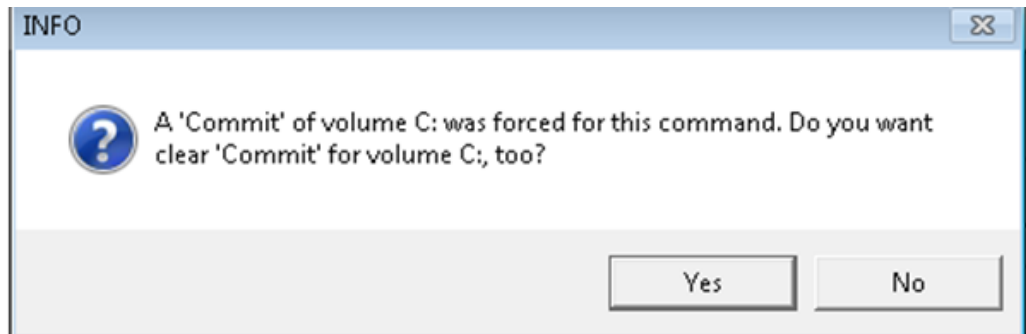 INFO
A 'Commit' of volume C: was forced for this command. Do you want
clear 'Commit' for volume C:, too?
Yes
No